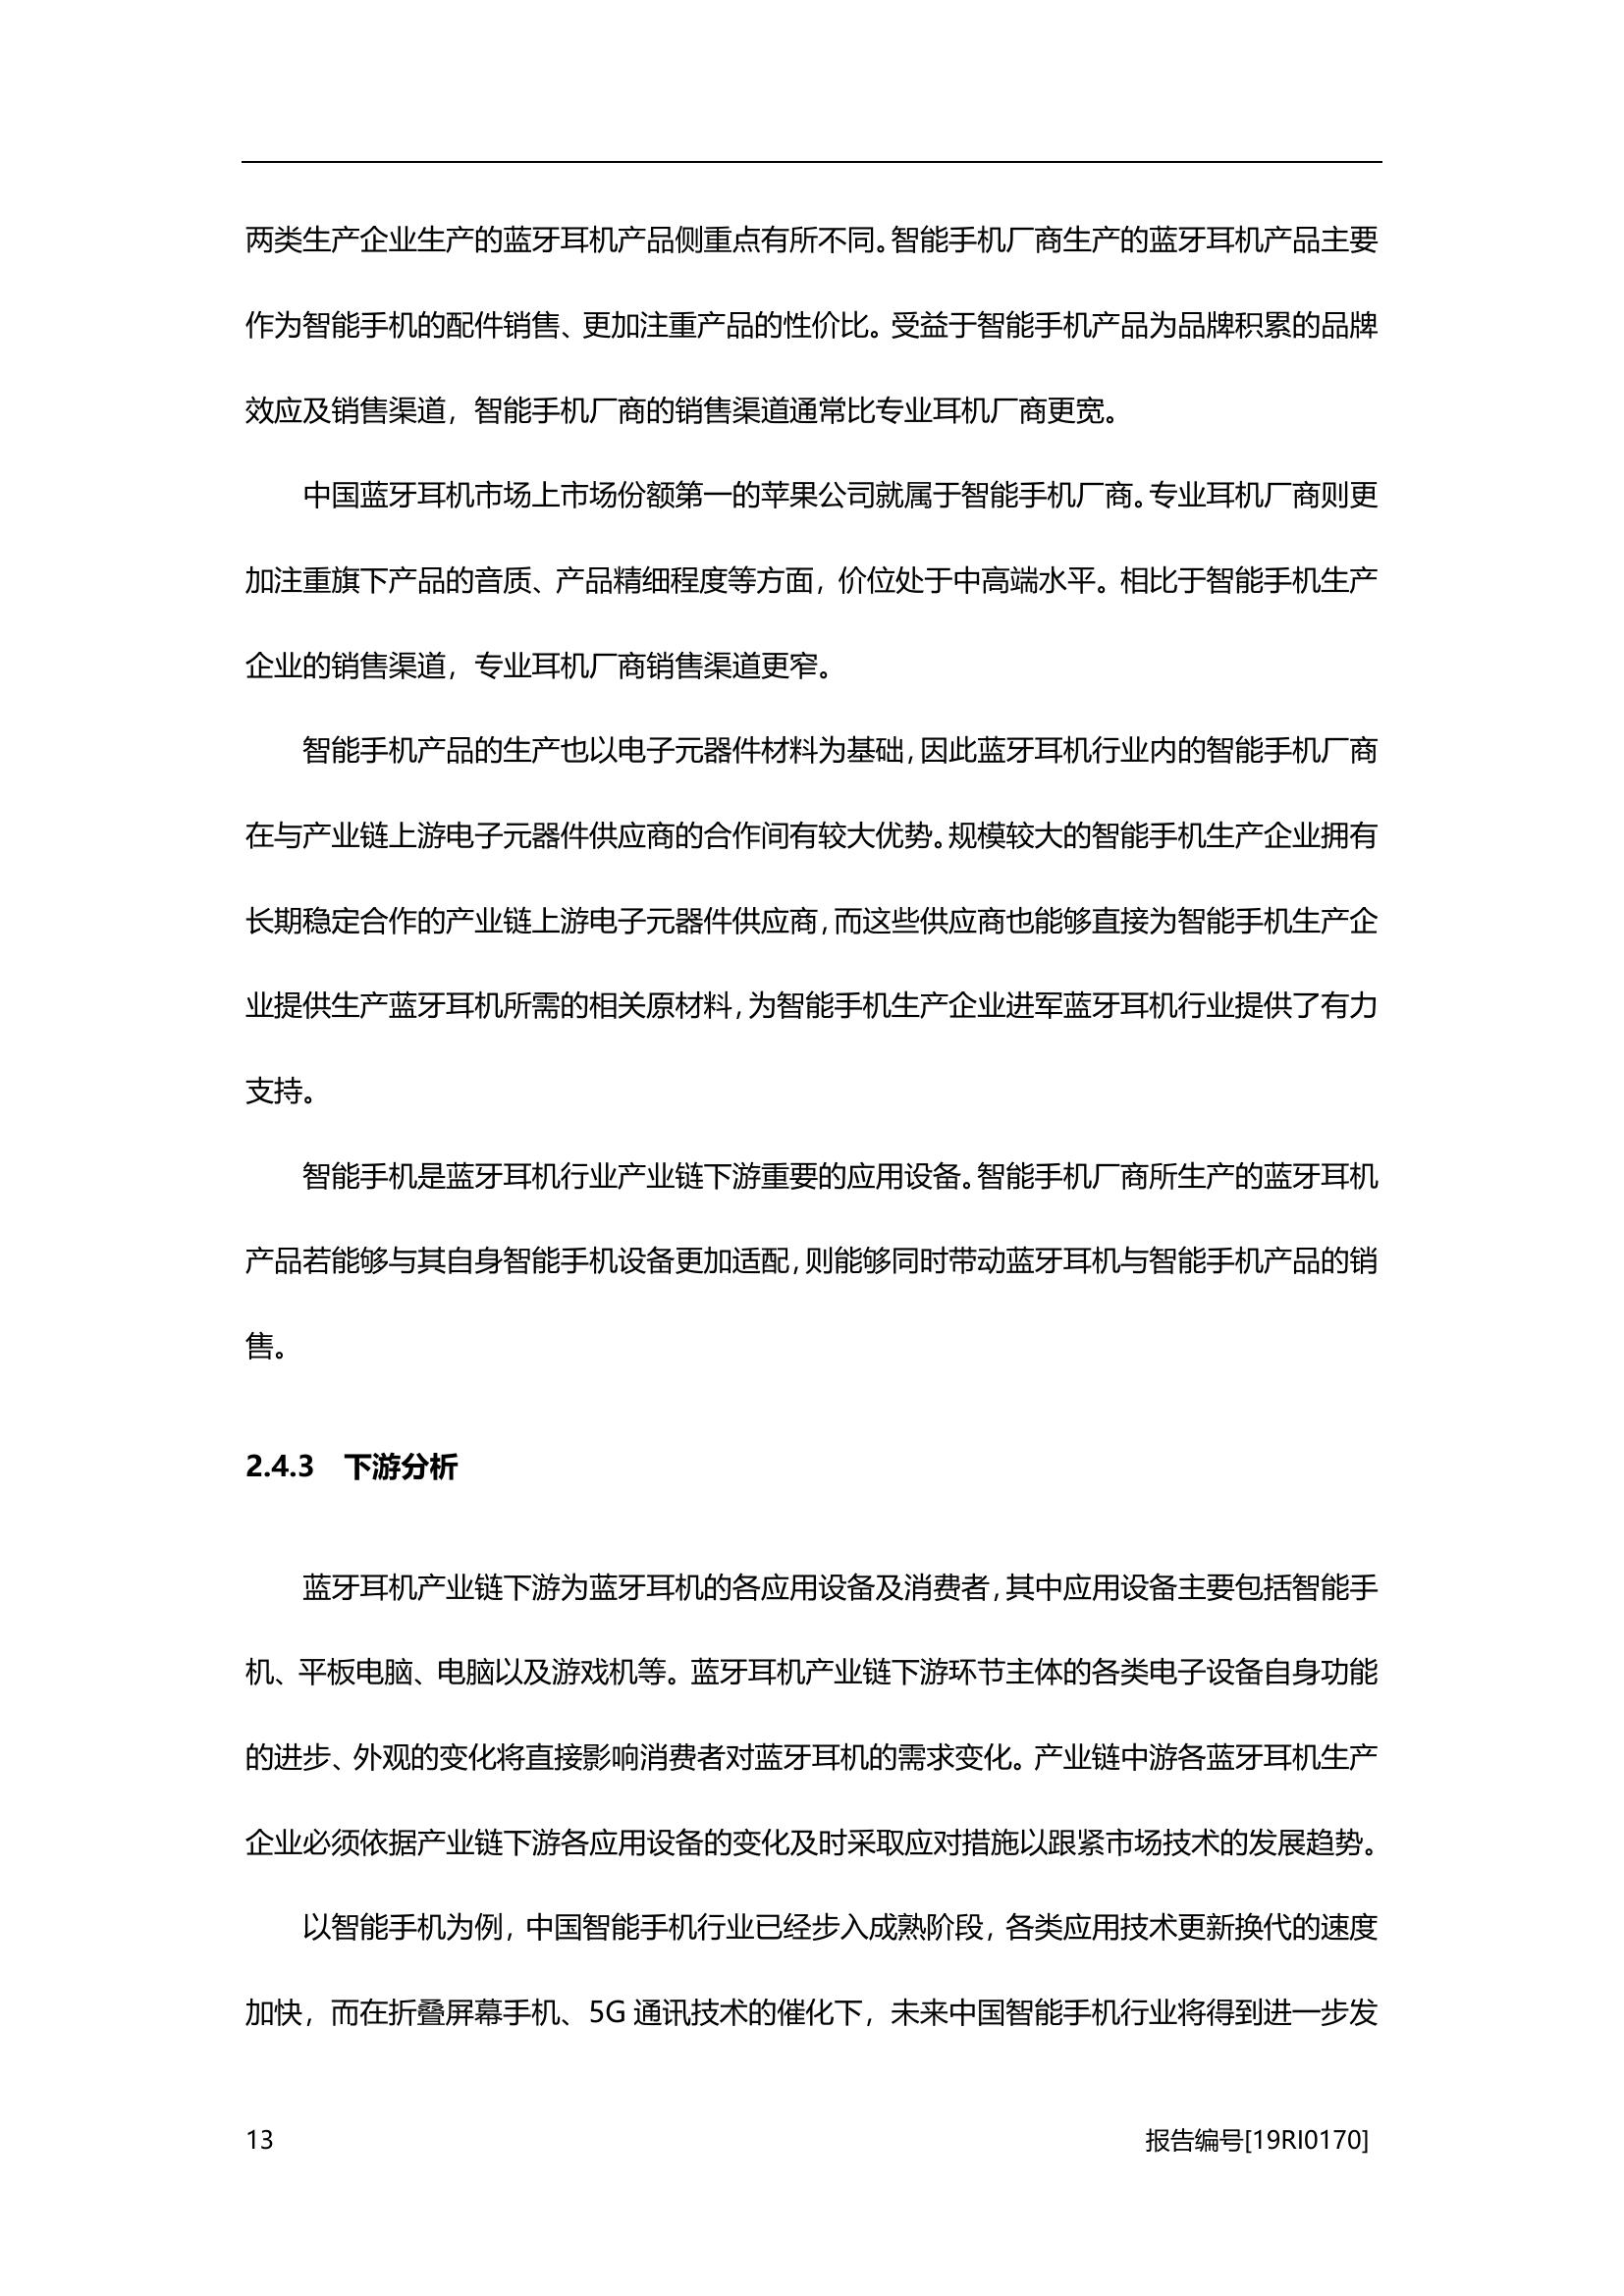 两类生产企业生产的蓝牙耳机产品侧重点有所不同。智能手机厂商生产的蓝牙耳机产品主要
作为智能手机的配件销售、更加注重产品的性价比。受益于智能手机产品为品牌积累的品牌
效应及销售渠道，智能手机厂商的销售渠道通常比专业耳机厂商更宽。
中国蓝牙耳机市场上市场份额第一的苹果公司就属于智能手机厂商。专业耳机厂商则更
加注重旗下产品的音质、产品精细程度等方面，价位处于中高端水平。相比于智能手机生产
企业的销售渠道，专业耳机厂商销售渠道更窄。
智能手机产品的生产也以电子元器件材料为基础，因此蓝牙耳机行业内的智能手机厂商
在与产业链上游电子元器件供应商的合作间有较大优势。规模较大的智能手机生产企业拥有
长期稳定合作的产业链上游电子元器件供应商，而这些供应商也能够直接为智能手机生产企
业提供生产蓝牙耳机所需的相关原材料，为智能手机生产企业进军蓝牙耳机行业提供了有力
支持。
智能手机是蓝牙耳机行业产业链下游重要的应用设备。智能手机厂商所生产的蓝牙耳机
产品若能够与其自身智能手机设备更加适配，则能够同时带动蓝牙耳机与智能手机产品的销
售。
2.4.3 下游分析
蓝牙耳机产业链下游为蓝牙耳机的各应用设备及消费者，其中应用设备主要包括智能手
机、平板电脑、电脑以及游戏机等。蓝牙耳机产业链下游环节主体的各类电子设备自身功能
的进步、外观的变化将直接影响消费者对蓝牙耳机的需求变化。产业链中游各蓝牙耳机生产
企业必须依据产业链下游各应用设备的变化及时采取应对措施以跟紧市场技术的发展趋势。
以智能手机为例，中国智能手机行业已经步入成熟阶段，各类应用技术更新换代的速度
加快，而在折叠屏幕手机、5G 通讯技术的催化下，未来中国智能手机行业将得到进一步发
13 报告编号[19RI0170]